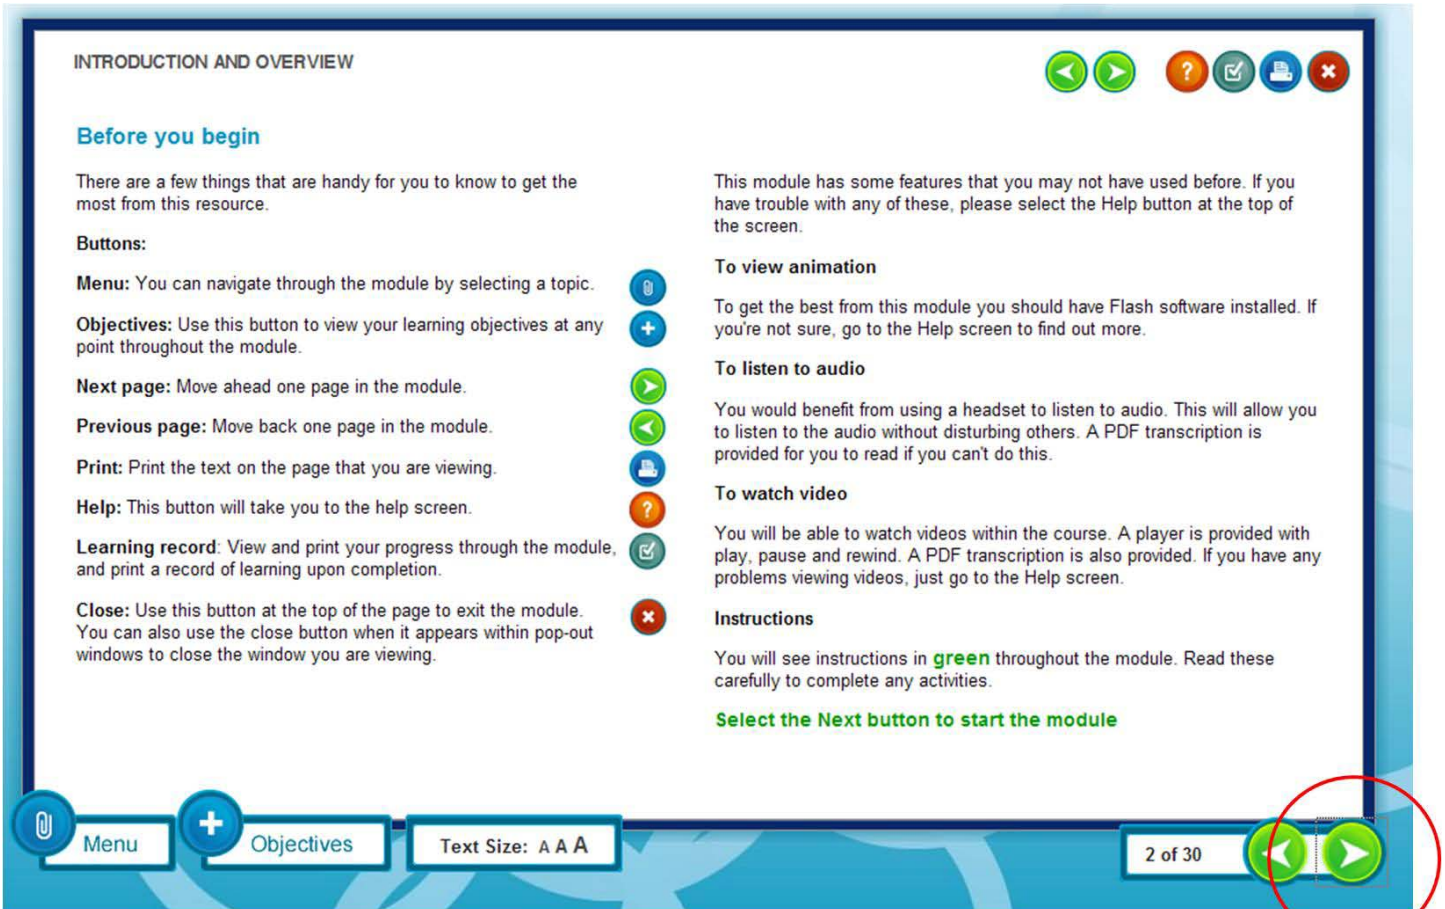 INTRODUCTION AND OVERVIEW
Before you begin
There are a few things that are handy for you to know to get the
most from this resource.
Buttons:
Menu: You can navigate through the module by selecting a topic.
Objectives: Use this button to view your learning objectives at any
point throughout the module.
Next page: Move ahead one page in the module.
Previous page: Move back one page in the module.
Print: Print the text on the page that you are viewing.
Help: This button will take you to the help screen.
Learning record: View and print your progress through the module,
and print a record of learning upon completion.
Close: Use this button at the top of the page to exit the module.
You can also use the close button when it appears within pop-out
windows to close the window you are viewing.
This module has some features that you may not have used before. If you
have trouble with any of these, please select the Help button at the top of
the screen.
To view animation
To get the best from this module you should have Flash software installed. If
you're not sure, go to the Help screen to find out more.
To listen to audio
You would benefit from using a headset to listen to audio. This will allow you
to listen to the audio without disturbing others. A PDF transcription is
provided for you to read if you can't do this.
To watch video
You will be able to watch videos within the course. A player is provided with
play, pause and rewind. A PDF transcription is also provided. If you have any
problems viewing videos, just go to the Help screen.
Instructions
You will see instructions in green throughout the module. Read these
carefully to complete any activities.
Select the Next button to start the module
Menu
Objectives
Text Size: A A A
2 of 30